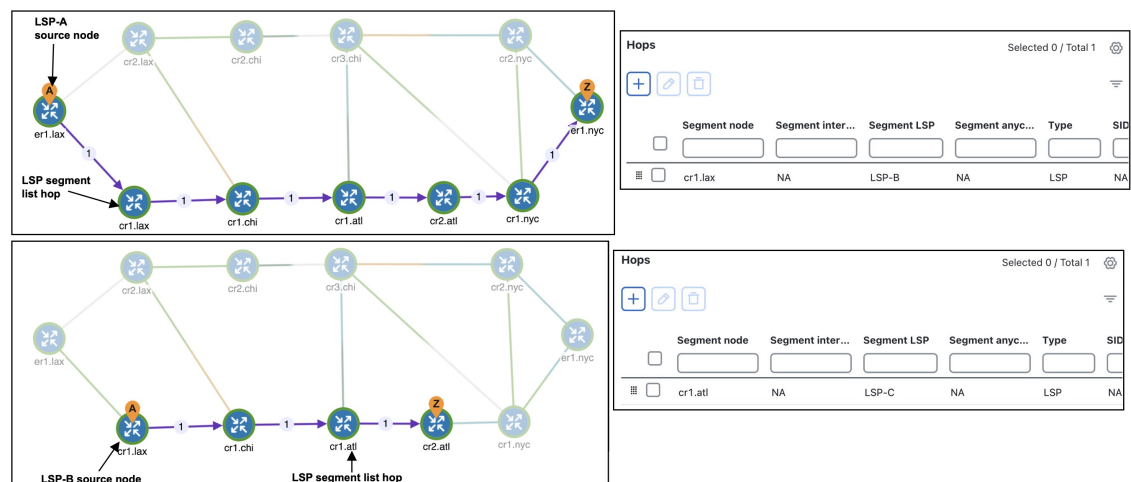 LSP-A
source node
A
cr2.lax
cr2.chi
cr3.chi
cr2.nyc
Z
er1.lax
er1.nyc
1
1
LSP segment
list hop
1
1
1
1
cr1.lax
cr1.chi
cr1.atl
cr2.atl
cr1.nyc
Hops
Selected 0 / Total 1
Segment node Segment inter... Segment LSP Segment anyc... Type SID
cr1.lax NA LSP-B NA LSP NA
cr2.lax
cr2.chi
cr3.chi
cr2.nyc
er1.lax
er1.nyc
A
Z
1
1
1
cr1.lax
cr1.chi
cr1.atl
cr2.atl
cr1.nyc
LSP-B source node
LSP segment list hop
Hops
Selected 0 / Total 1
Segment node Segment inter... Segment LSP Segment anyc... Type SID
cr1.atl NA LSP-C NA LSP NA